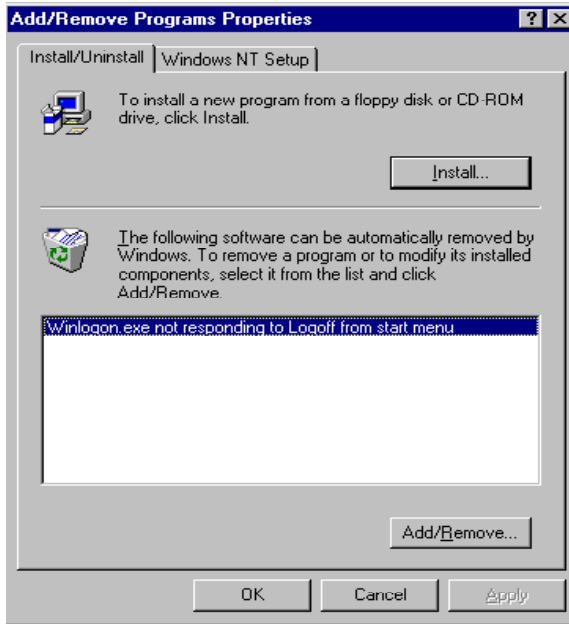 Add/Remove Programs Properties
Install/Uninstall
Windows NT Setup
To install a new program from a floppy disk or CD-ROM
drive, click Install.
Install...
The following software can be automatically removed by
Windows. To remove a program or to modify its installed
components, select it from the list and click
Add/Remove.
Winlogon.exe not responding to Logoff from start menu
Add/Remove...
OK
Cancel
Apply